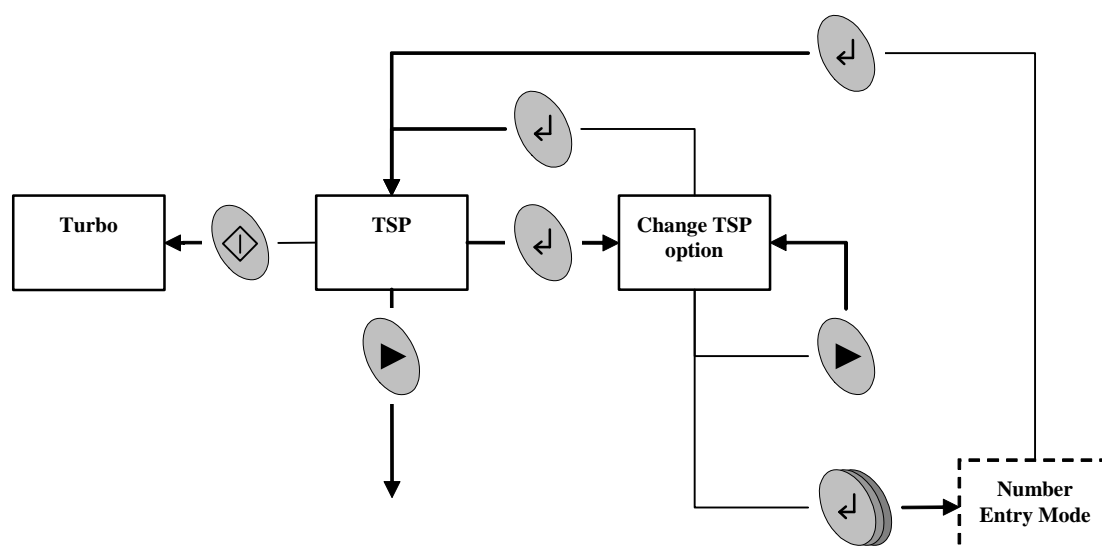 Turbo
TSP
Change TSP
option
Number
Entry Mode